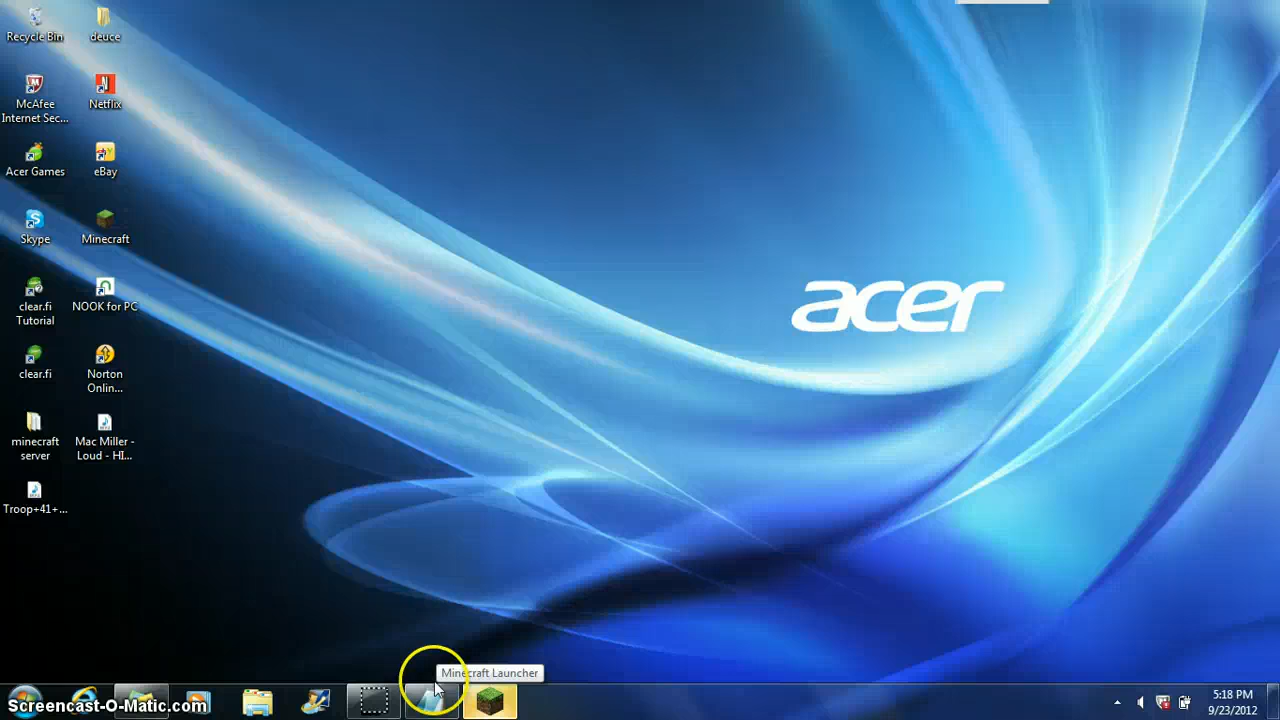 Recycle Bin
deuce
McAfee
Internet Sec...
Netflix
Acer Games
eBay
Skype
Minecraft
clear.fi
Tutorial
NOOK for PC
clear.fi
Norton
Online...
minecraft
server
Mac Miller -
Loud - HI...
Troop+41+...
acer
Minecraft Launcher
Screencast-O-Matic.com
5:18 PM
9/23/2012